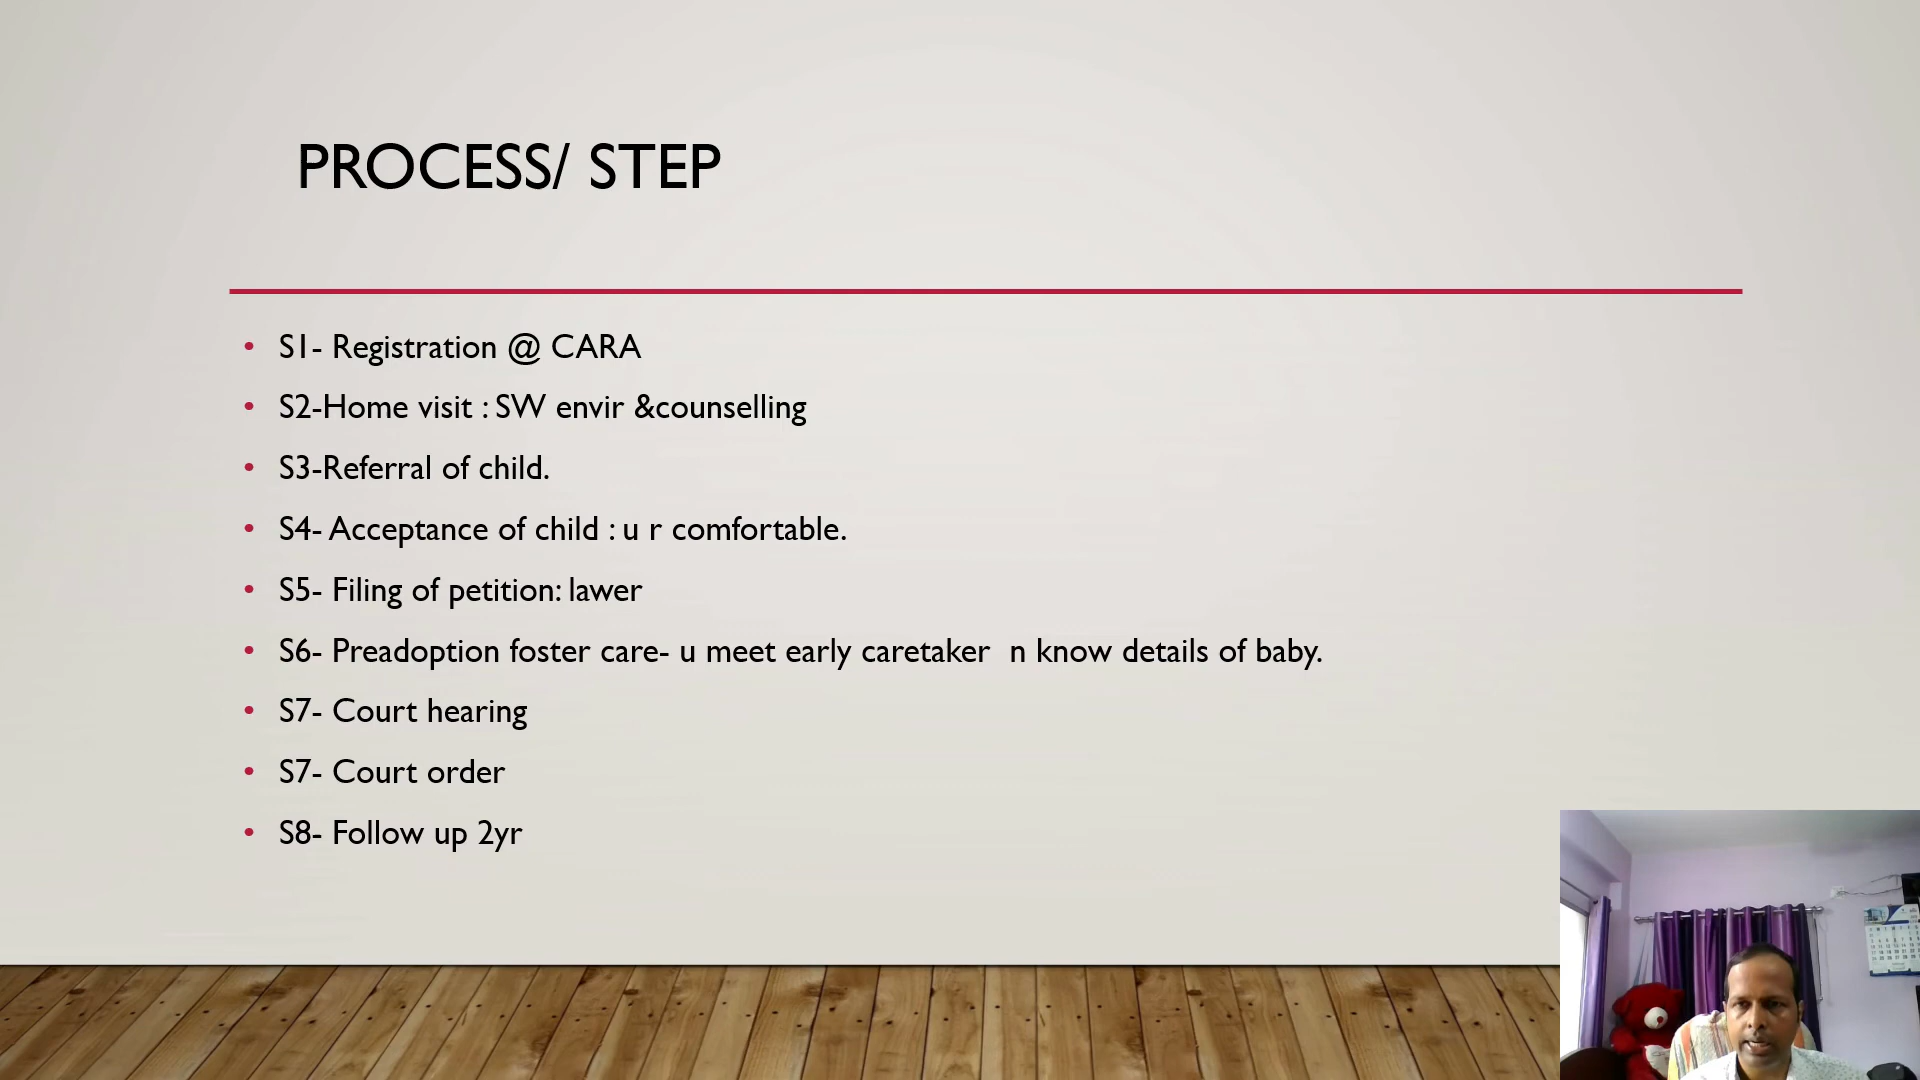 PROCESS/ STEP
• S1- Registration @ CARA
• S2-Home visit : SW envir &counselling
• S3-Referral of child.
• S4- Acceptance of child : u r comfortable.
• S5- Filing of petition: lawer
• S6- Preadoption foster care- u meet early caretaker  n know details of baby.
• S7- Court hearing
• S7- Court order
• S8- Follow up 2yr